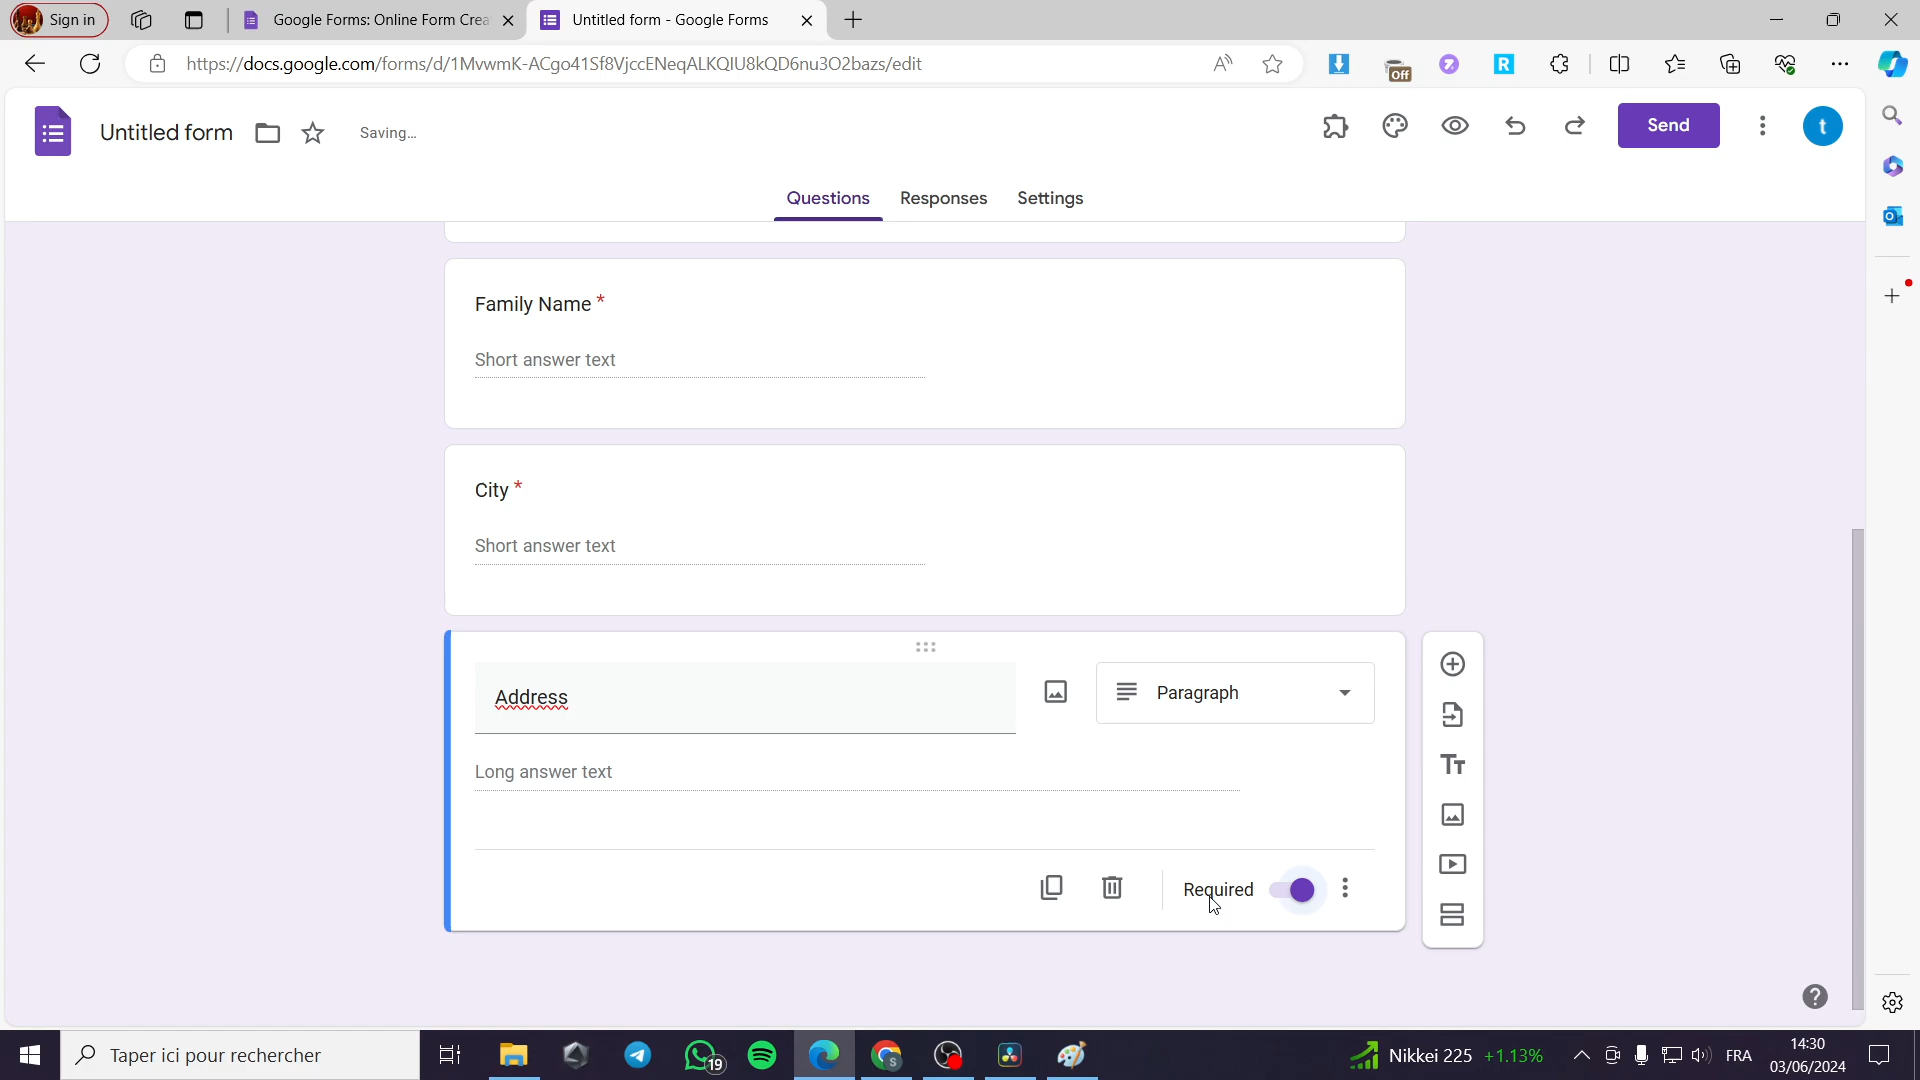 Sign in
Google Forms: Online Form Crea
Untitled form - Google Forms
https://docs.google.com/forms/d/1MvwmK-ACgo41Sf8VjccENeqALKQIU8kQD6nu3O2bazs/edit
Off
Untitled form
Saving...
Send
t
Questions
Responses
Settings
Family Name *
Short answer text
City *
Short answer text
Address
Paragraph
Long answer text
Required
Taper ici pour rechercher
19
S
Nikkei 225 +1.13%
FRA
14:30
03/06/2024